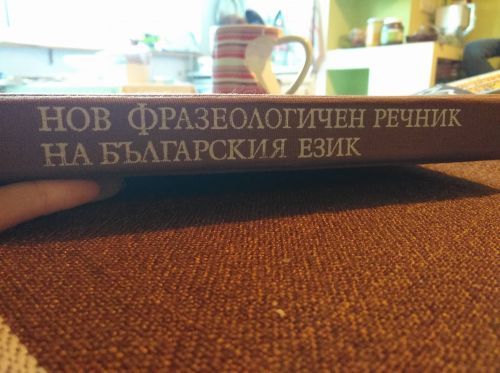 НОВ ФРАЗЕОЛОГИЧЕН РЕЧНИК
НА БЪЛГАРСКИЯ ЕЗИК